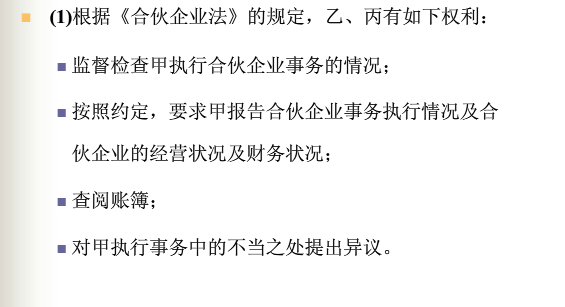 (1)根据《合伙企业法》的规定，乙、丙有如下权利：
监督检查甲执行合伙企业事务的情况；
按照约定，要求甲报告合伙企业事务执行情况及合
伙企业的经营状况及财务状况；
查阅账簿；
对甲执行事务中的不当之处提出异议。